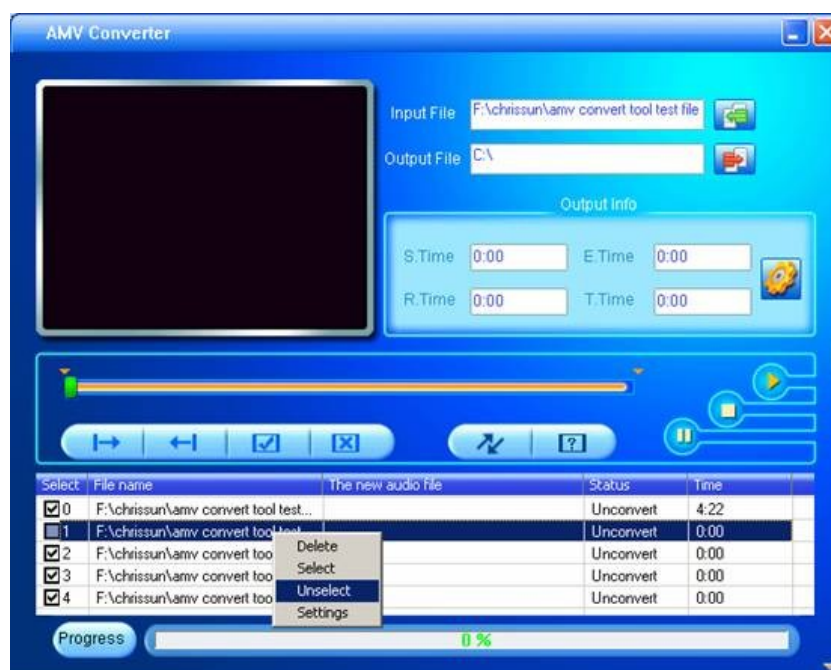 AMV Converter
Input File F:\chrissun\amv convert tool test file
Output File C:\
Output Info
S.Time 0:00 E.Time 0:00
R.Time 0:00 T.Time 0:00
Select File name The new audio file Status Time
0 F:\chrissun\amv convert tool test... Unconvert 4:22
1 F:\chrissun\amv convert tool test... Unconvert 0:00
2 F:\chrissun\amv convert too Unconvert 0:00
3 F:\chrissun\amv convert too Unconvert 0:00
4 F:\chrissun\amv convert too Unconvert 0:00
Delete
Select
Unselect
Settings
Progress 0 %